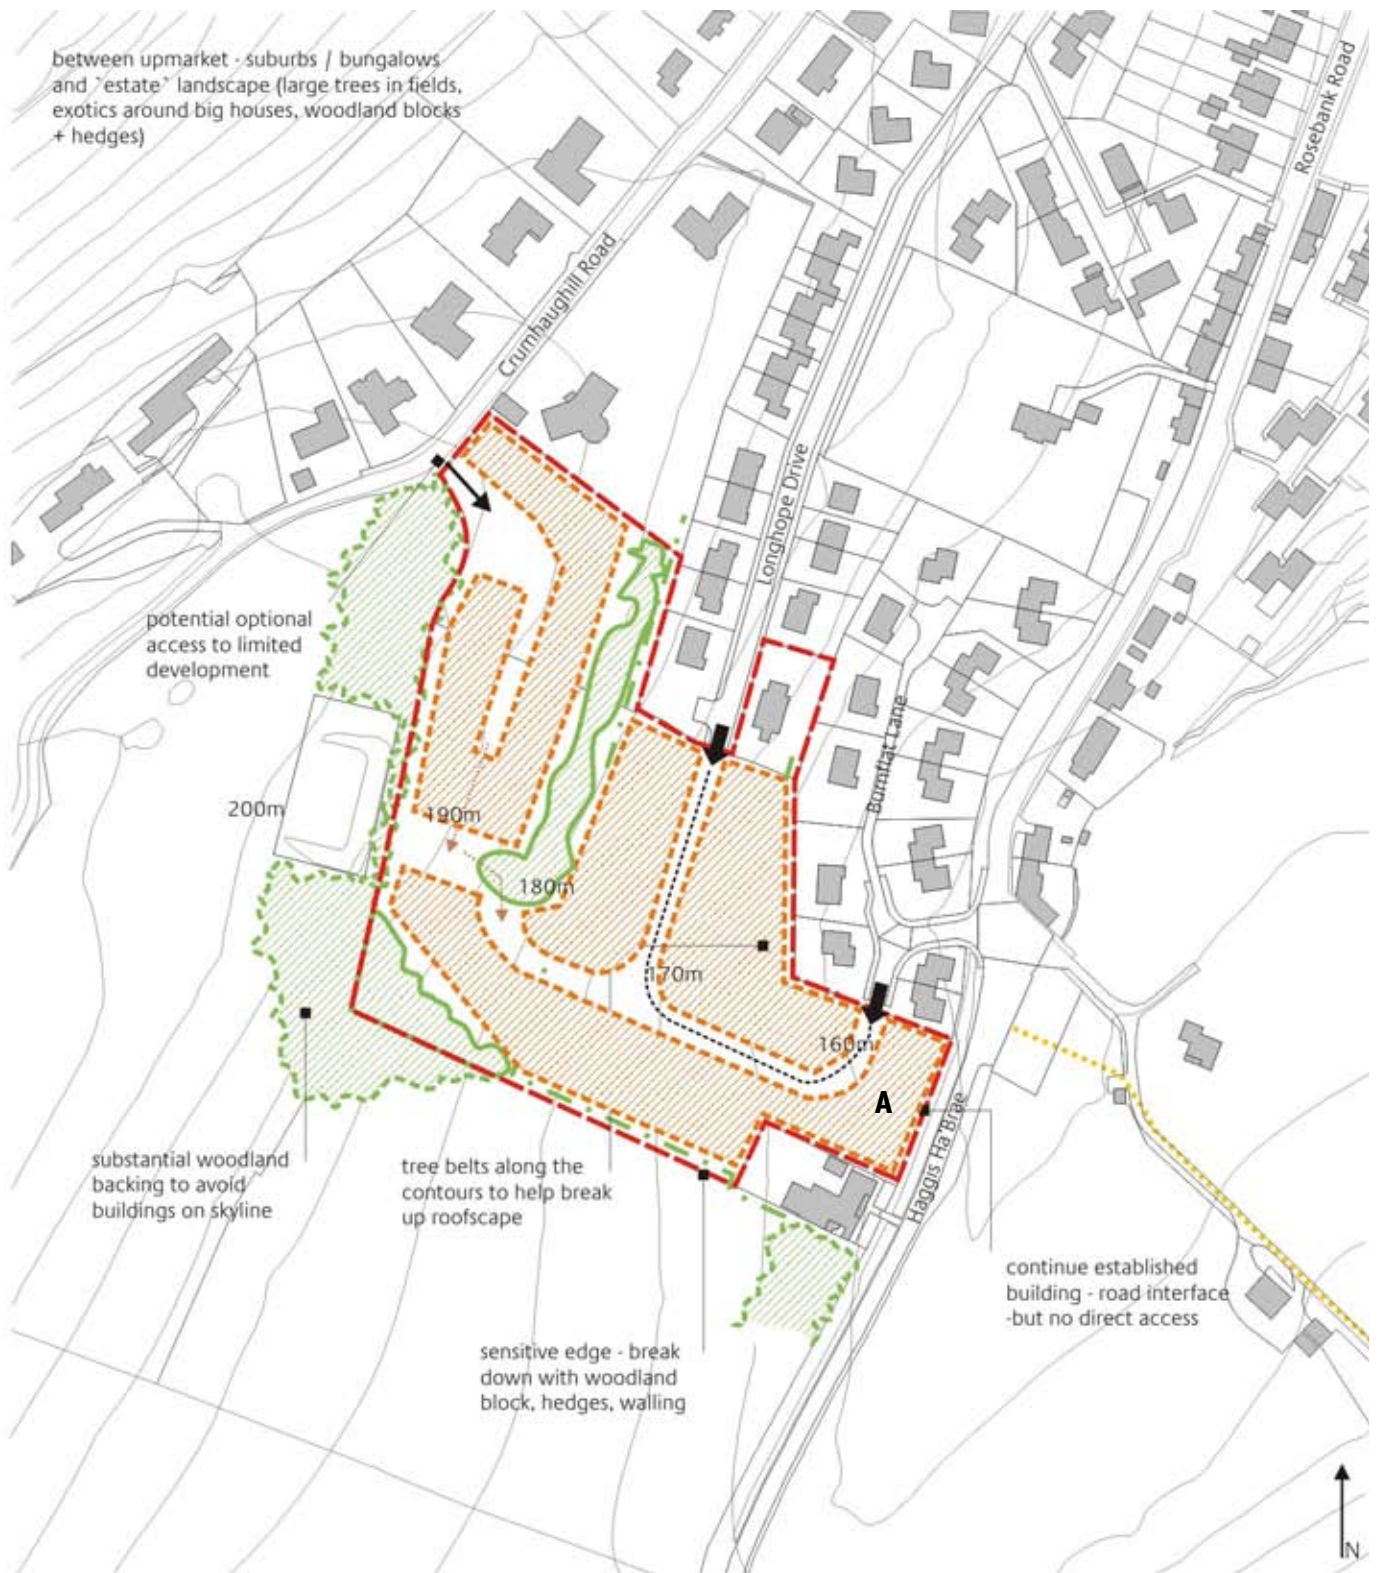 between upmarket - suburbs / bungalows
and `estate` landscape (large trees in fields,
exotics around big houses, woodland blocks
+ hedges)
Rosebank Road
Crumhaughill Road
Longhope Drive
potential optional
access to limited
development
Burnflat Lane
200m
190m
180m
170m
160m
A
Haggis Ha'Brae
substantial woodland
backing to avoid
buildings on skyline
tree belts along the
contours to help break
up roofscape
continue established
building - road interface
-but no direct access
sensitive edge - break
down with woodland
block, hedges, walling
N